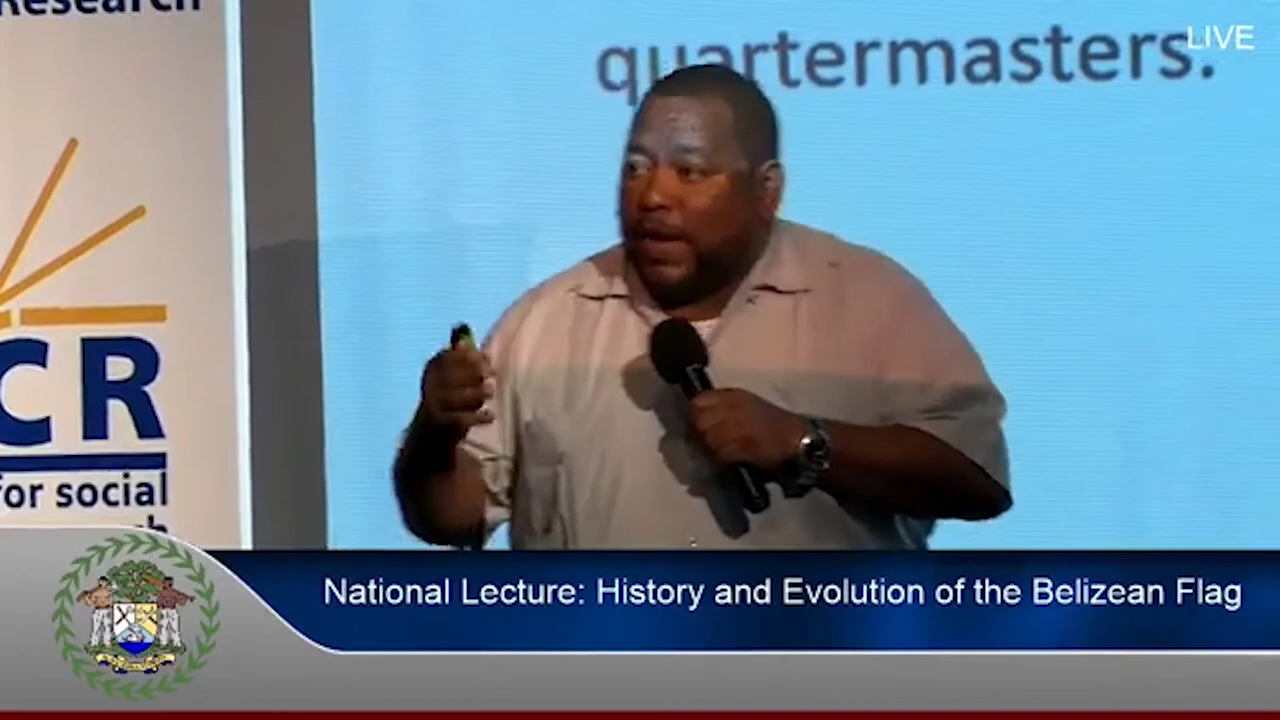 Research
quartermasters.
LIVE
CR
for social
National Lecture: History and Evolution of the Belizean Flag